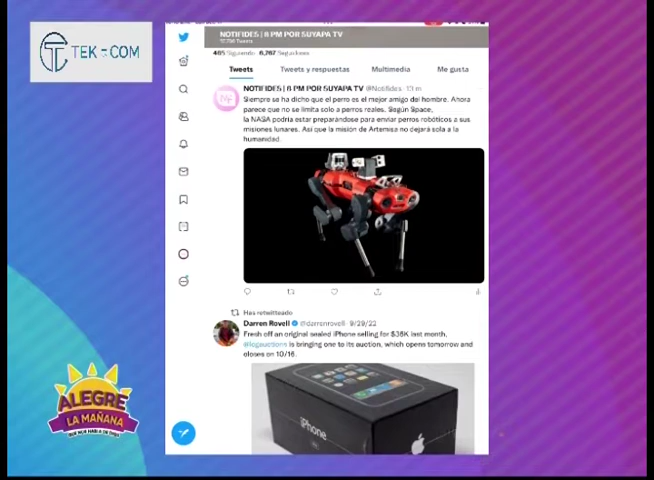 TEK COM
NOTIFIDES | 8 PM POR SUYAPA TV
465 Siguiendo 6,267 Seguidores
Tweets Tweets y respuestas Multimedia Me gusta
NOTIFIDES | 6 PM POR SUYAPA TV @Notifides
Siempre se ha dicho que el perro es el mejor amigo del hombre. Ahora
parece que no se limita solo a perros reales. Según Space,
la NASA podría estar preparándose para enviar perros robóticos a sus
misiones lunares. Así que la misión de Artemisa no dejará sola a la
humanidad.
Has retwitteado
Darren Rovell @darrenrovell · 9/29/22
Fresh off an original sealed iPhone selling for $35K last month,
is bringing one to its auction, which opens tomorrow and
closes on 10/16.
iPhone
ALEGRE
LA MAÑANA